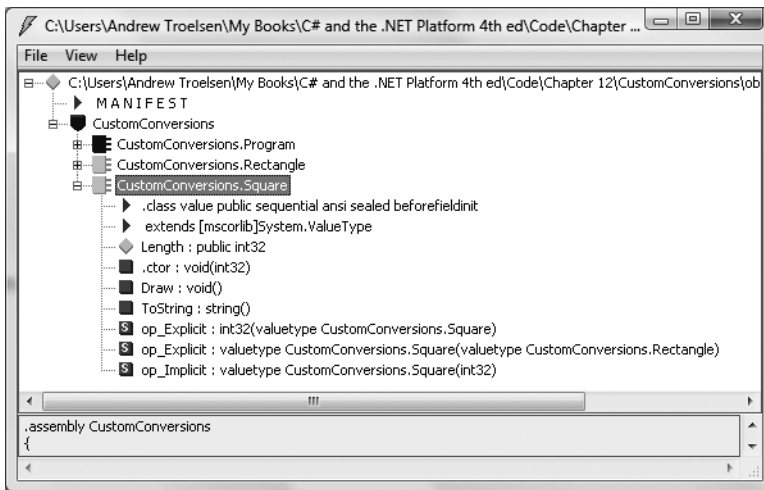 C:\Users\Andrew Troelsen\My Books\C# and the .NET Platform 4th ed\Code\Chapter ...
File View Help
C:\Users\Andrew Troelsen\My Books\C# and the .NET Platform 4th ed\Code\Chapter 12\CustomConversions\ob
MANIFEST
CustomConversions
CustomConversions.Program
CustomConversions.Rectangle
CustomConversions.Square
.class value public sequential ansi sealed beforefieldinit
extends [mscorlib]System.ValueType
Length : public int32
.ctor : void(int32)
Draw : void()
ToString : string()
S op_Explicit : int32(valuetype CustomConversions.Square)
S op_Explicit : valuetype CustomConversions.Square(valuetype CustomConversions.Rectangle)
S op_Implicit : valuetype CustomConversions.Square(int32)
.assembly CustomConversions
{